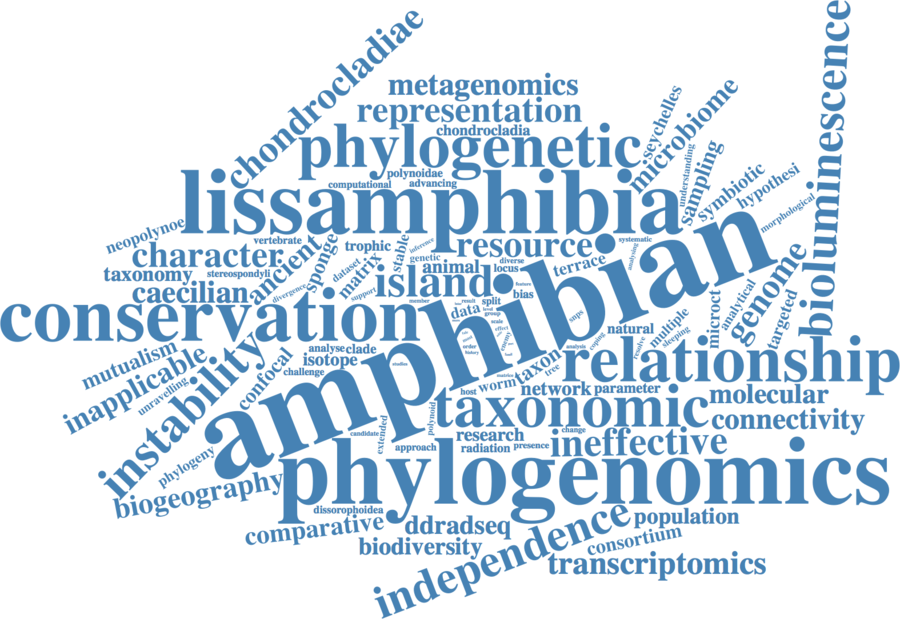 chondrocladiae
metagenomics
representation
chondrocladia
phylogenetic
microbiome
seychelles
bioluminescence
polynoidae
computational
advancing
understanding
sampling
symbiotic
hypothesi
lissamphibia
morphological
neopolynoe
character
vertebrate
ancient
sponge
trophic
stable
inference
resource
systematic
taxonomy
stereospondyli
dataset
matrix
genetic
animal
diverse
locus
terrace
analysing
genome
caecilian
divergence
support
island
feature
bias
amphibian
conservation
member
result
split
data
group
scale
effect
snps
natural
multiple
sleeping
microct
analytical
targeted
mutualism
inapplicable
unravelling
instability
confocal
analyse
clade
isotope
challenge
studies
order
history
enemy
analysis
coping
resolve
relationship
taxon
tree
matrices
host
worm
network
parameter
molecular
taxonomic
connectivity
polynoid
extended
candidate
approach
research
radiation
presence
change
ineffective
phylogeny
biogeography
phylogenomics
dissorophoidea
comparative
ddradseq
independence
population
biodiversity
consortium
transcriptomics